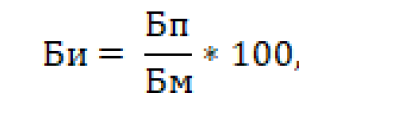 Би = Бп / Бм * 100,